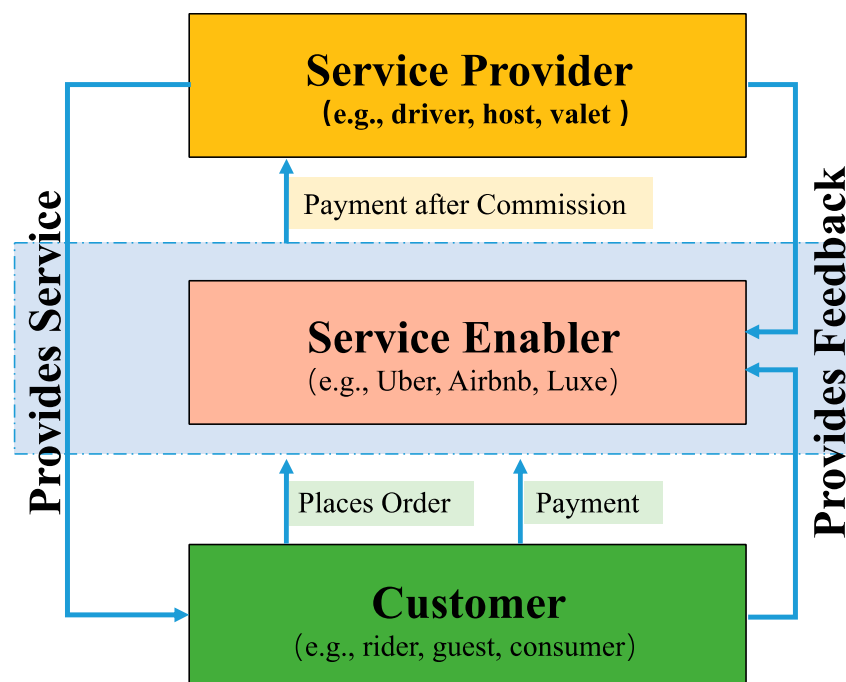 Service Provider
(e.g., driver, host, valet )
Payment after Commission
Provides Service
Provides Feedback
Service Enabler
(e.g., Uber, Airbnb, Luxe)
Places Order
Payment
Customer
(e.g., rider, guest, consumer)